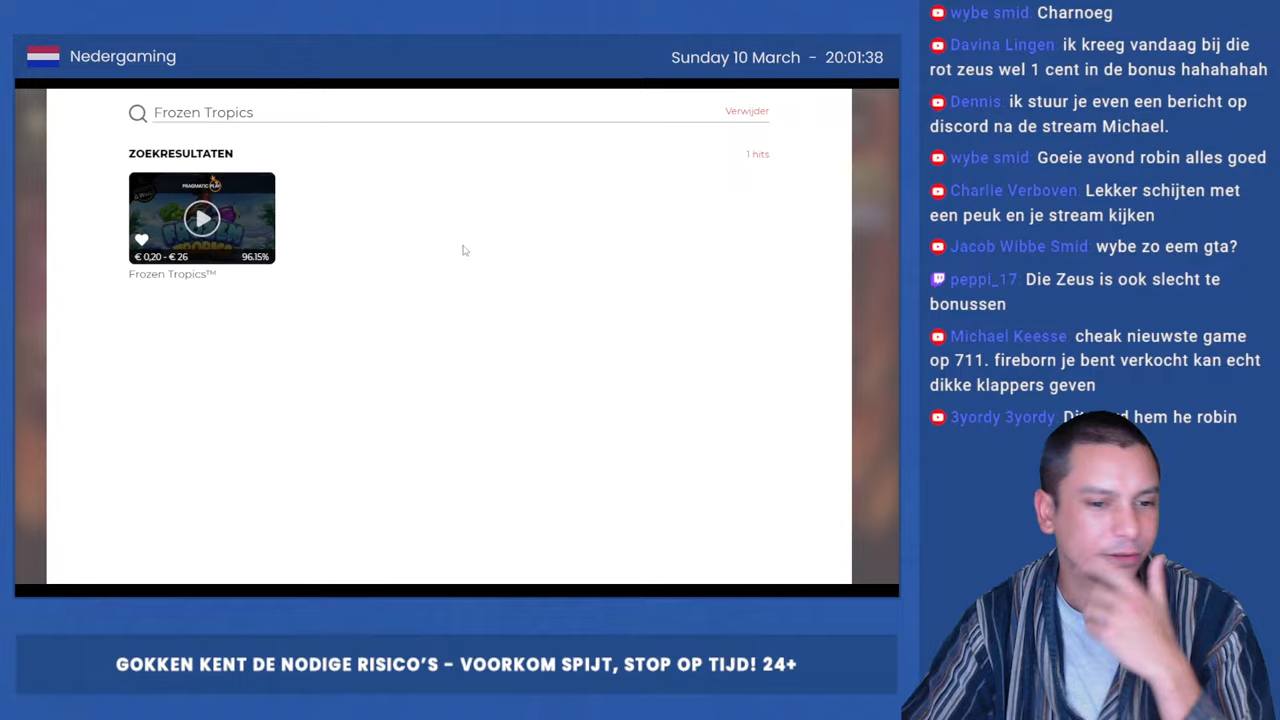 Nedergaming
Sunday 10 March - 20:01:38
Frozen Tropics
Verwijder
ZOEKRESULTATEN
1 hits
PRAGMATIC PLAY
FROZEN
TROPICS
€ 0,20 - € 26
96.15%
Frozen Tropics™
GOKKEN KENT DE NODIGE RISICO'S - VOORKOM SPIJT, STOP OP TIJD! 24+
wybe smid: Charnoeg
Davina Lingen: ik kreeg vandaag bij die
rot zeus wel 1 cent in de bonus hahahahah
Dennis: ik stuur je even een bericht op
discord na de stream Michael.
wybe smid: Goeie avond robin alles goed
Charlie Verboven: Lekker schijten met
een peuk en je stream kijken
Jacob Wibbe Smid: wybe zo eem gta?
peppi_17: Die Zeus is ook slecht te
bonussen
Michael Keesse: cheak nieuwste game
op 711. fireborn je bent verkocht kan echt
dikke klappers geven
3yordy 3yordy: hem he robin